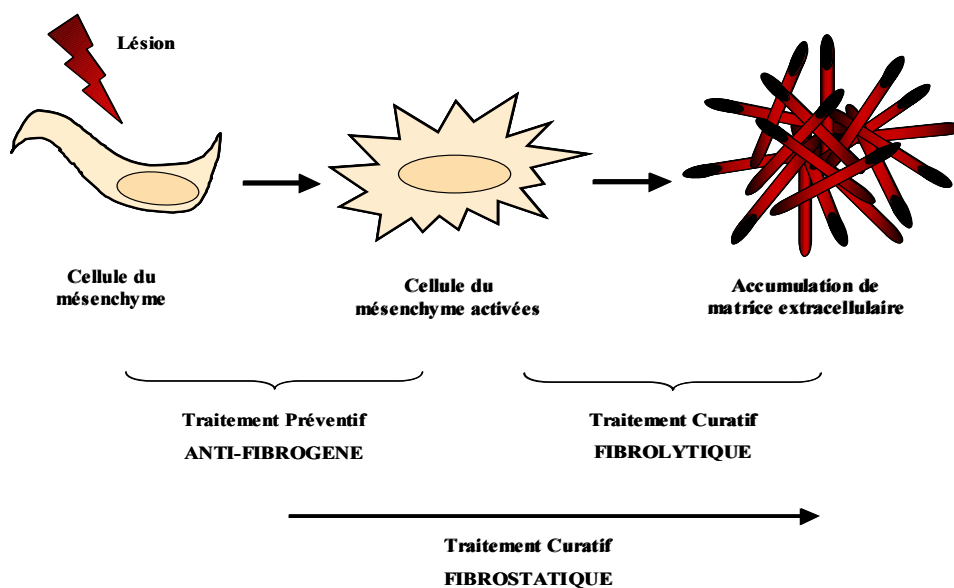 Lésion
Cellule du
mésenchyme
Cellule du
mésenchyme activées
Accumulation de
matrice extracellulaire
Traitement Préventif
ANTI-FIBROGENE
Traitement Curatif
FIBROLYTIQUE
Traitement Curatif
FIBROSTATIQUE